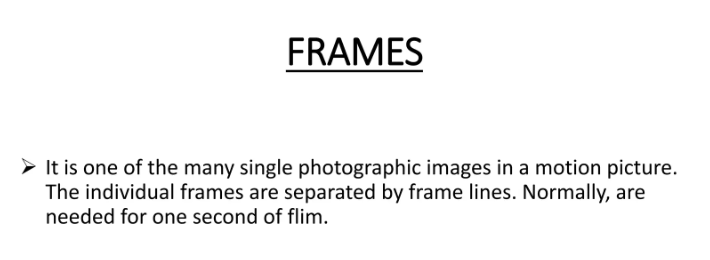 FRAMES
➢ It is one of the many single photographic images in a motion picture.
The individual frames are separated by frame lines. Normally, are
needed for one second of flim.